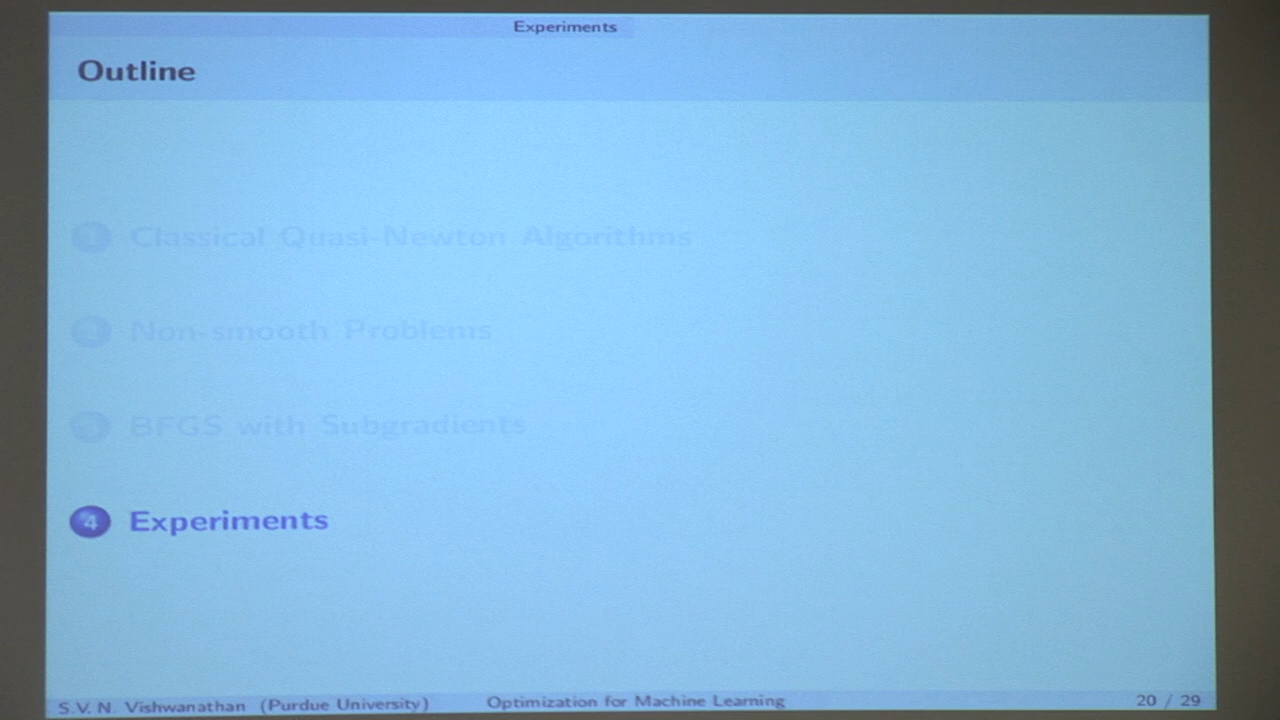 Experiments
Outline
1 Classical Quasi-Newton Algorithms
2 Non-smooth Problems
3 BFGS with Subgradients
4 Experiments
S.V. N. Vishwanathan (Purdue University) Optimization for Machine Learning 20 / 29